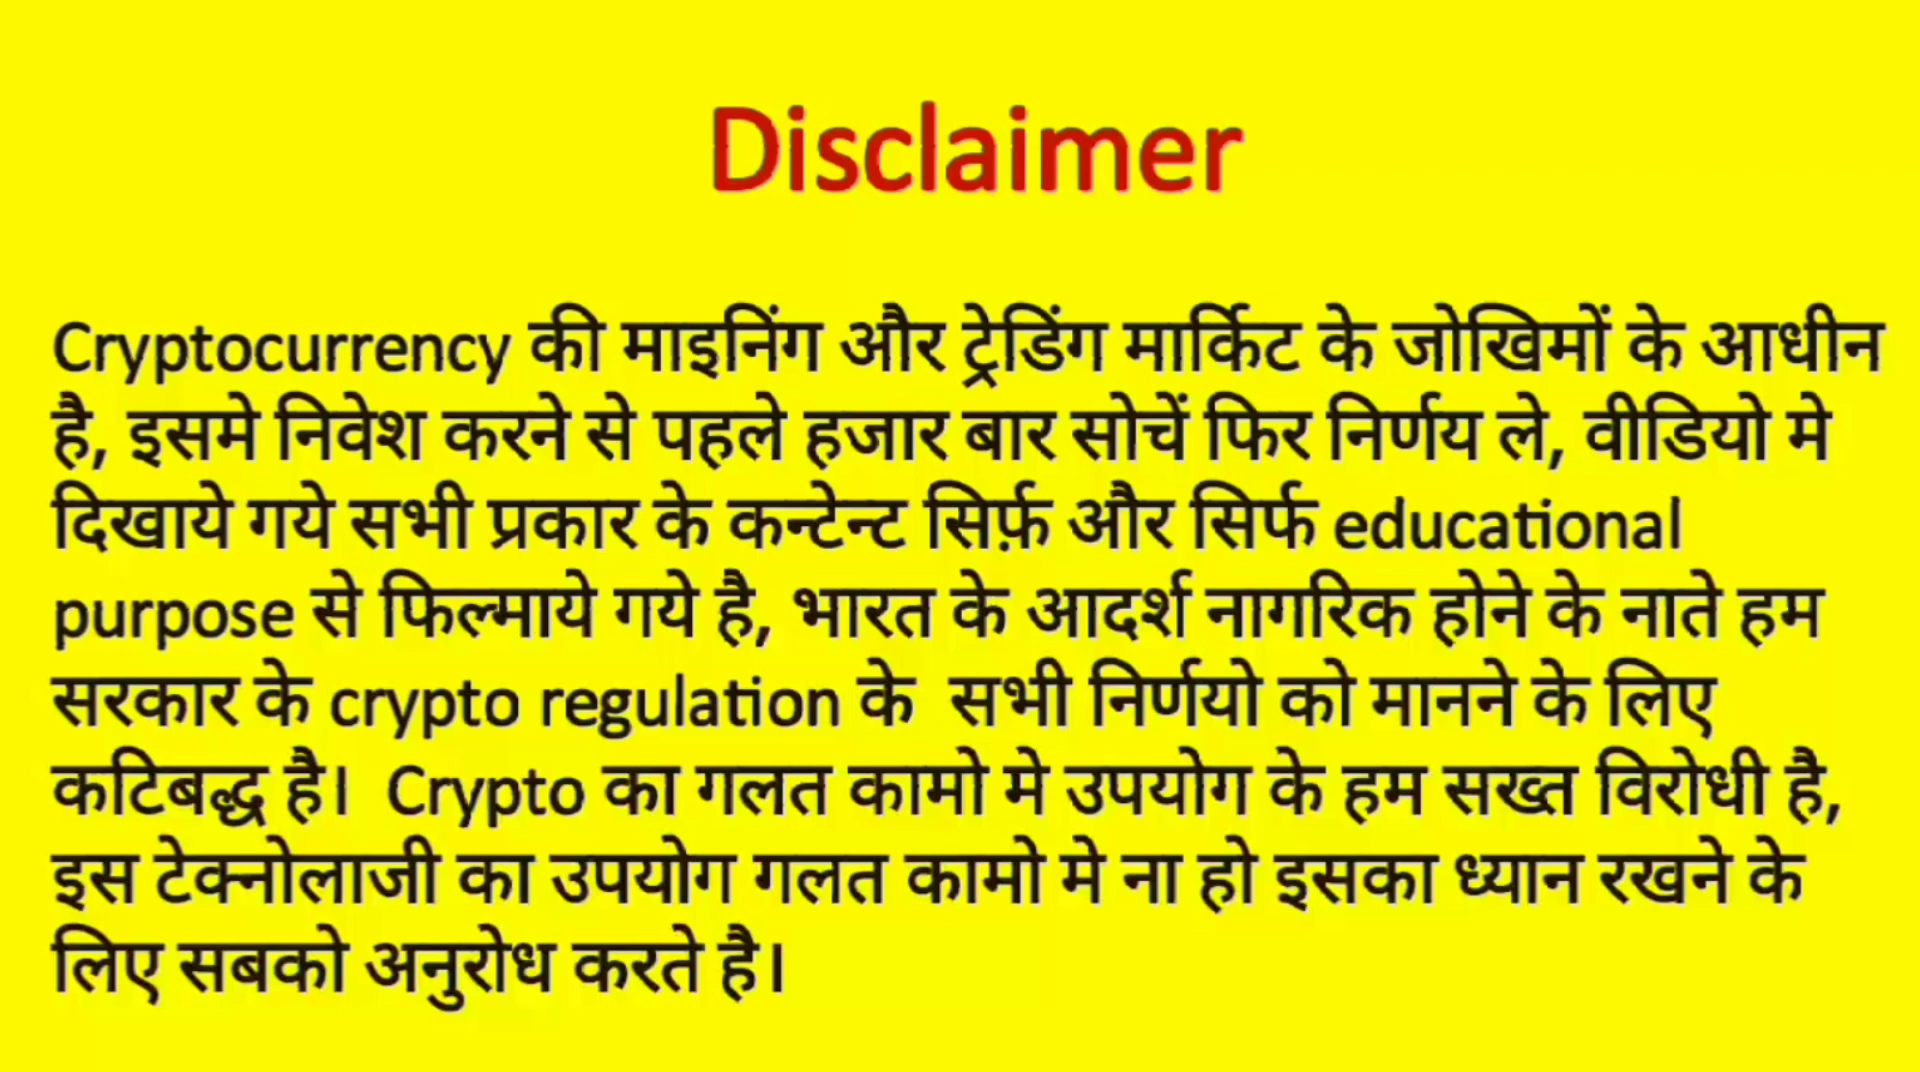 Disclaimer
Cryptocurrency की माइनिंग और ट्रेडिंग मार्किट के जोखिमों के आधीन
है, इसमे निवेश करने से पहले हजार बार सोचें फिर निर्णय ले, वीडियो मे
दिखाये गये सभी प्रकार के कन्टेन्ट सिर्फ़ और सिर्फ educational
purpose से फिल्माये गये है, भारत के आदर्श नागरिक होने के नाते हम
सरकार के crypto regulation के सभी निर्णयो को मानने के लिए
कटिबद्ध है। Crypto का गलत कामो मे उपयोग के हम सख्त विरोधी है,
इस टेक्नोलाजी का उपयोग गलत कामो मे ना हो इसका ध्यान रखने के
लिए सबको अनुरोध करते है।